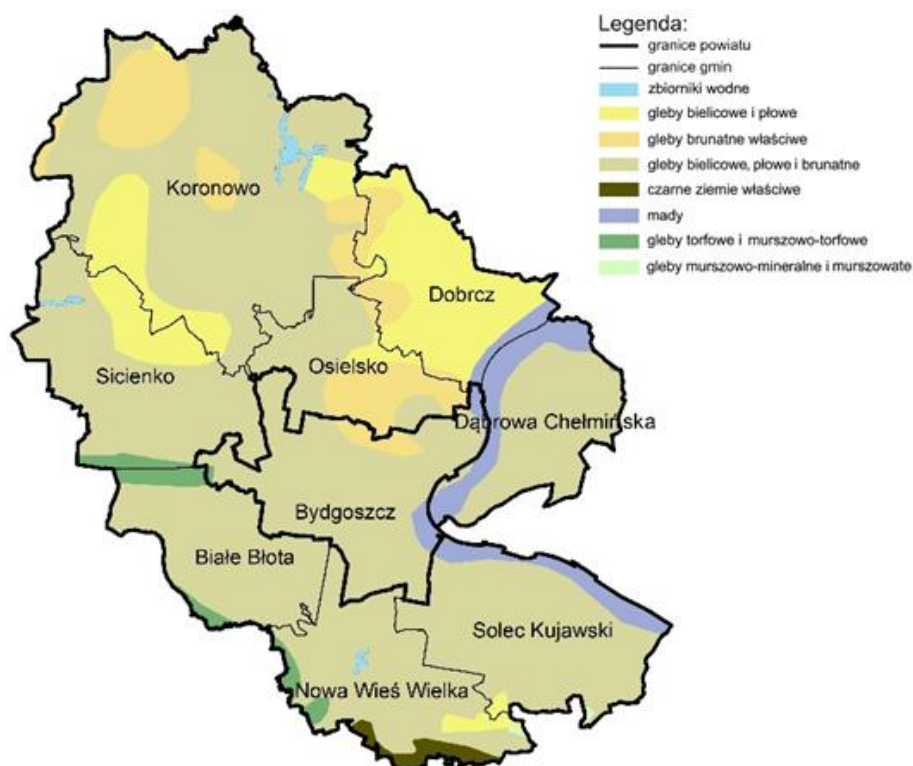 Legenda:
granice powiatu
granice gmin
zbiorniki wodne
gleby bielicowe i płowe
gleby brunatne właściwe
gleby bielicowe, płowe i brunatne
czarne ziemie właściwe
mady
gleby torfowe i murszowo-torfowe
gleby murszowo-mineralne i murszowate
Koronowo
Dobrcz
Osielsko
Sicienko
Dąbrowa Chełmińska
Bydgoszcz
Białe Błota
Solec Kujawski
Nowa Wieś Wielka